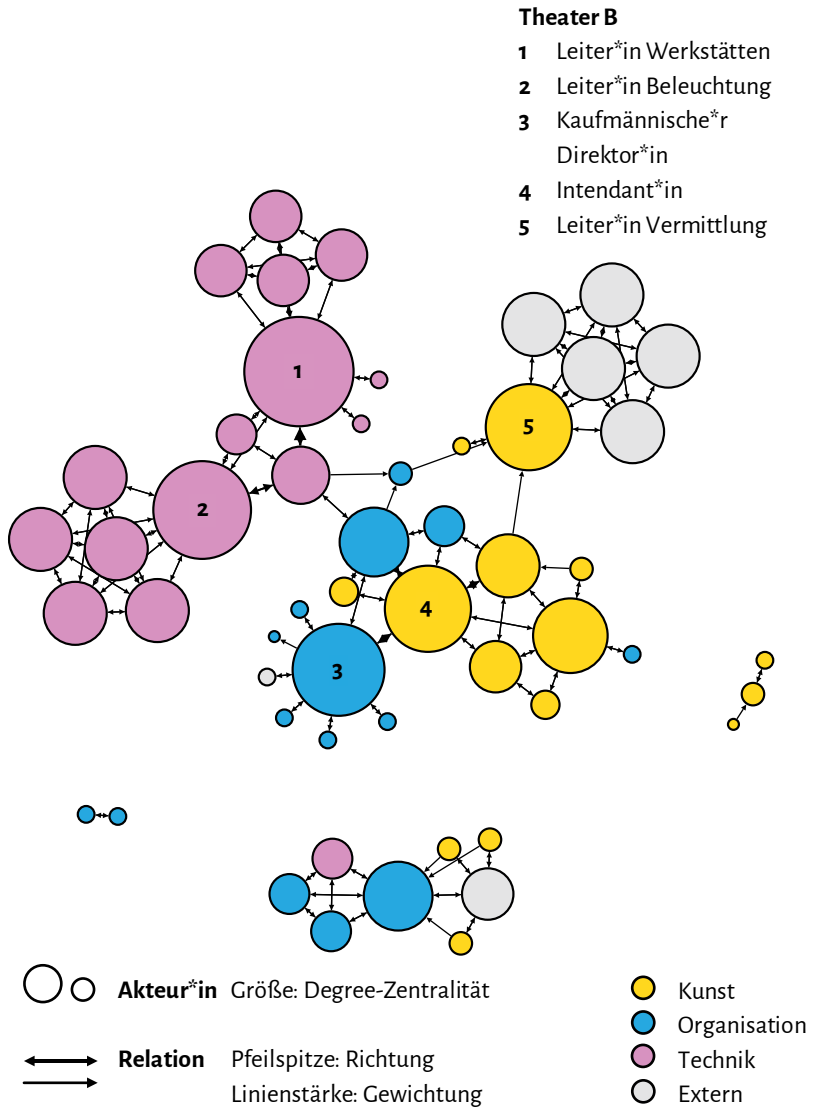 Theater B
1 Leiter*in Werkstätten
2 Leiter*in Beleuchtung
3 Kaufmännische*r
Direktor*in
4 Intendant*in
5 Leiter*in Vermittlung
1
5
2
4
3
Akteur*in Größe: Degree-Zentralität
Relation Pfeilspitze: Richtung
Linienstärke: Gewichtung
Kunst
Organisation
Technik
Extern